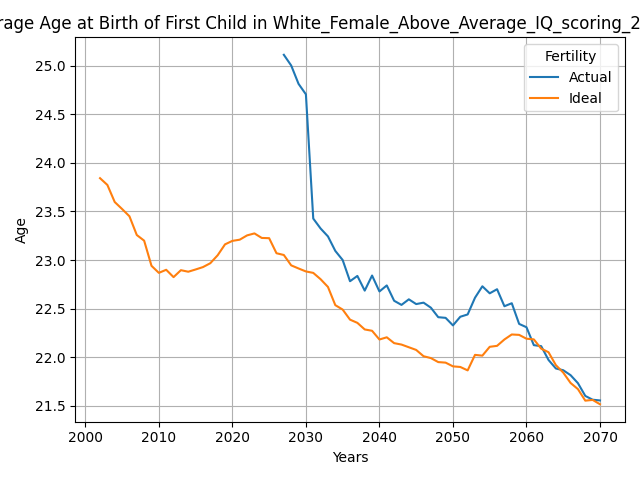 rage Age at Birth of First Child in White_Female_Above_Average_IQ_scoring_2
Fertility
Actual
Ideal
Age
25.0
24.5
24.0
23.5
23.0
22.5
22.0
21.5
2000 2010 2020 2030 2040 2050 2060 2070
Years